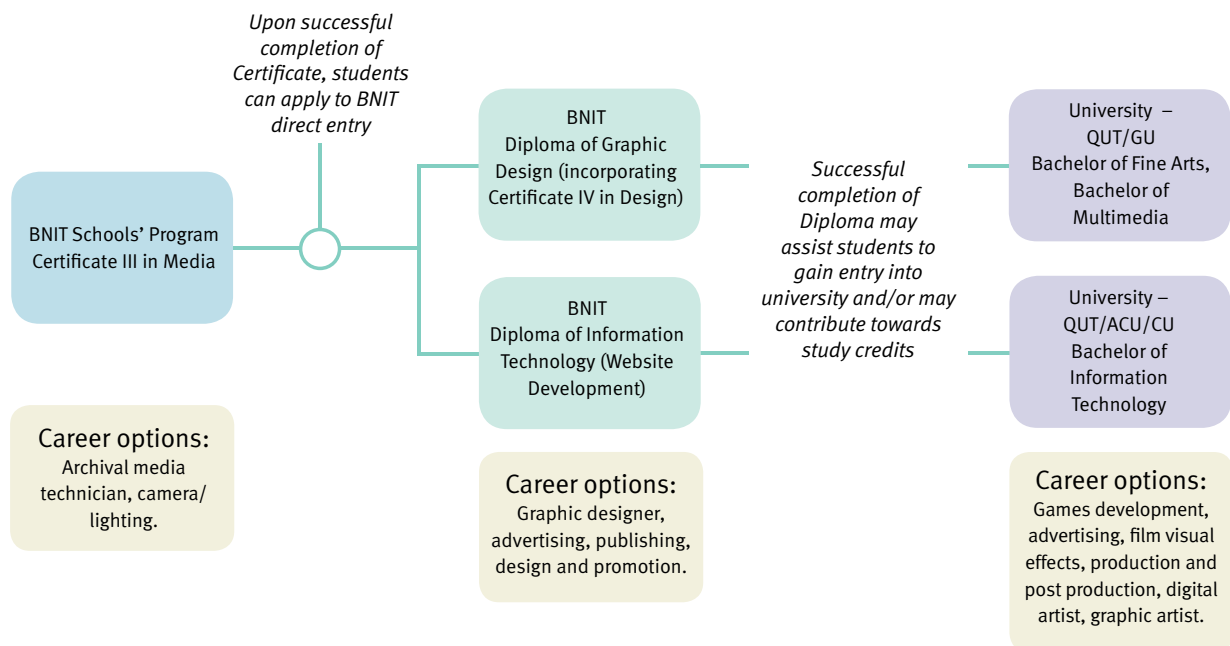 Upon successful
completion of
Certificate, students
can apply to BNIT
direct entry
BNIT Schools’ Program
Certificate III in Media
BNIT
Diploma of Graphic
Design (incorporating
Certificate IV in Design)
BNIT
Diploma of Information
Technology (Website
Development)
Successful
completion of
Diploma may
assist students to
gain entry into
university and/or may
contribute towards
study credits
University –
QUT/GU
Bachelor of Fine Arts,
Bachelor of
Multimedia
University –
QUT/ACU/CU
Bachelor of
Information
Technology
Career options:
Archival media
technician, camera/
lighting.
Career options:
Graphic designer,
advertising, publishing,
design and promotion.
Career options:
Games development,
advertising, film visual
effects, production and
post production, digital
artist, graphic artist.